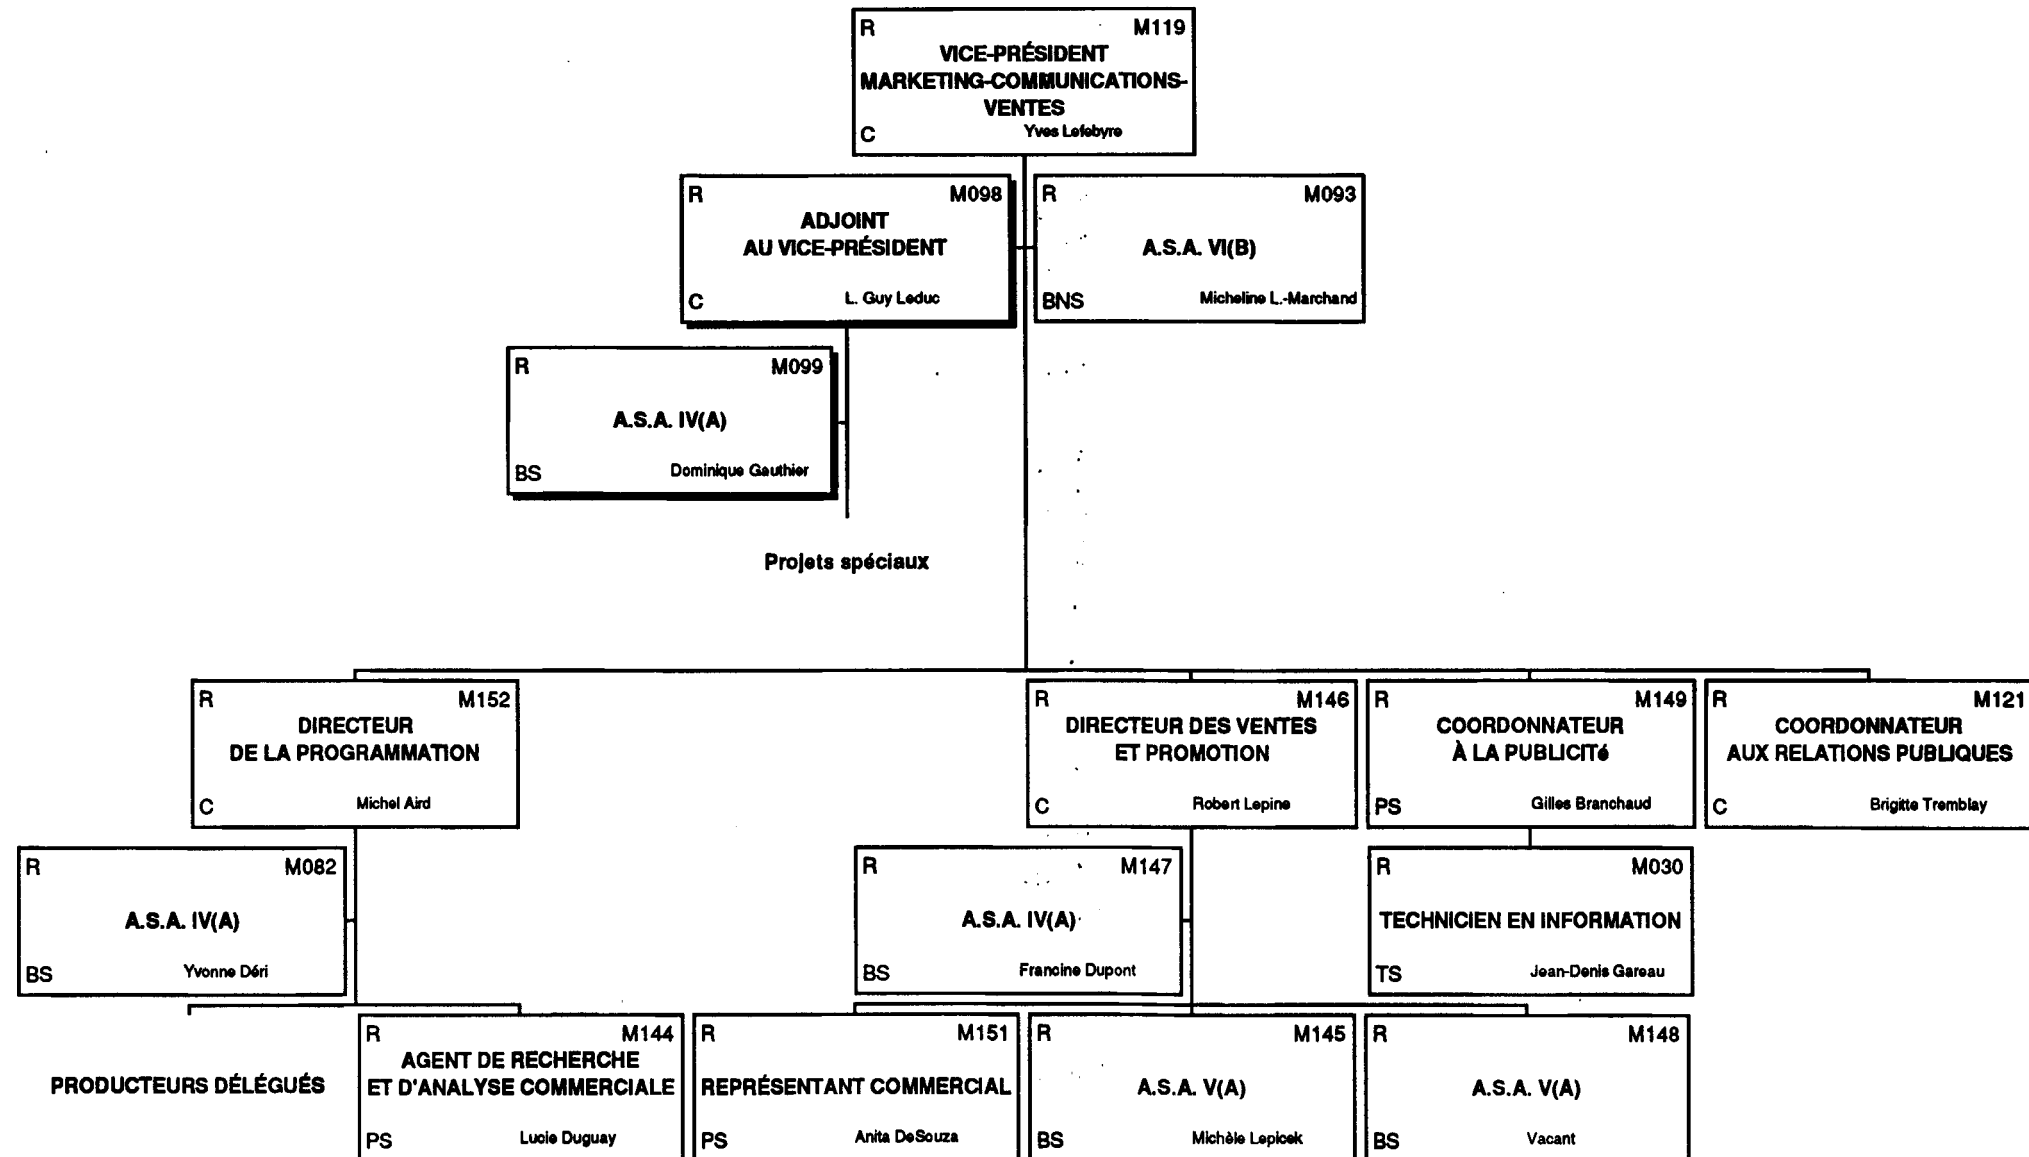 R M119
VICE-PRÉSIDENT
MARKETING-COMMUNICATIONS-
VENTES
C Yves Lefebvre
R M098
ADJOINT
AU VICE-PRÉSIDENT
C L. Guy Leduc
R M093
A.S.A. VI(B)
BNS Micheline L.-Marchand
R M099
A.S.A. IV(A)
BS Dominique Gauthier
Projets spéciaux
R M152
DIRECTEUR
DE LA PROGRAMMATION
C Michel Aird
R M146
DIRECTEUR DES VENTES
ET PROMOTION
C Robert Lepine
R M149
COORDONNATEUR
À LA PUBLICITé
PS Gilles Branchaud
R M121
COORDONNATEUR
AUX RELATIONS PUBLIQUES
C Brigitte Tremblay
R M082
A.S.A. IV(A)
BS Yvonne Déri
R M147
A.S.A. IV(A)
BS Francine Dupont
R M030
TECHNICIEN EN INFORMATION
TS Jean-Denis Gareau
PRODUCTEURS DÉLÉGUÉS
R M144
AGENT DE RECHERCHE
ET D'ANALYSE COMMERCIALE
PS Lucie Duguay
R M151
REPRÉSENTANT COMMERCIAL
PS Anita DeSouza
R M145
A.S.A. V(A)
BS Michèle Lepicek
R M148
A.S.A. V(A)
BS Vacant